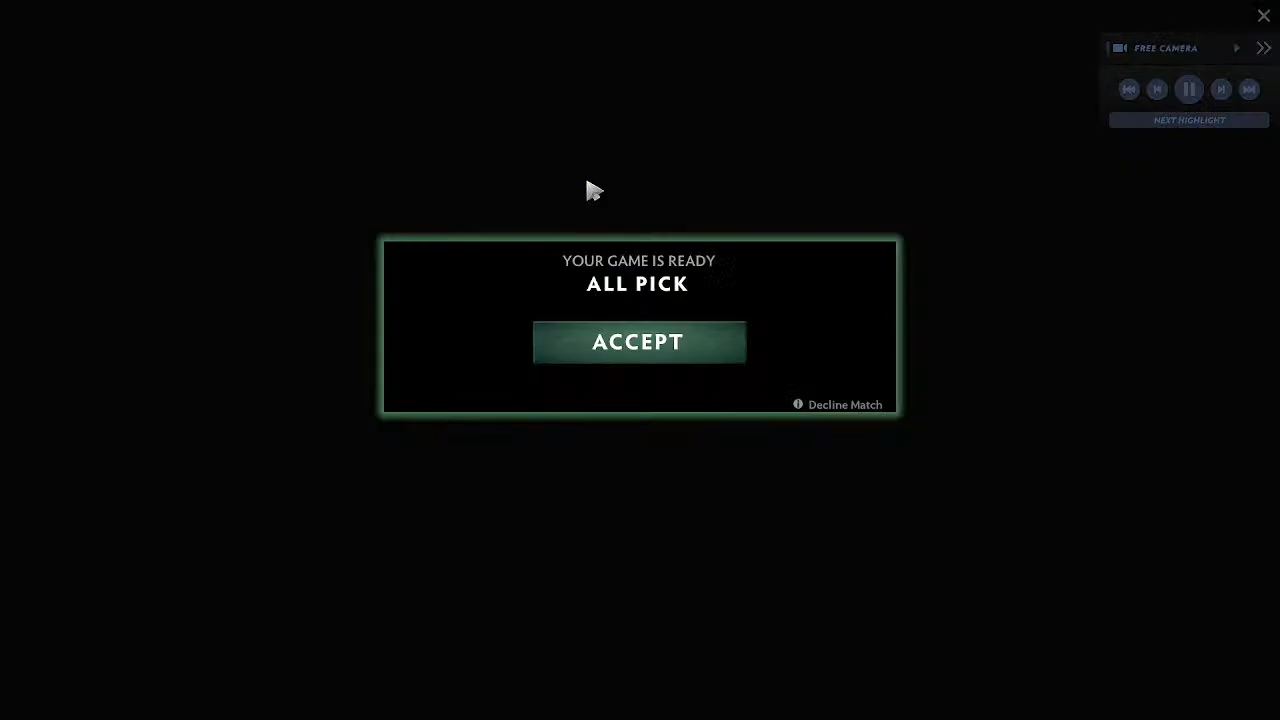 FREE CAMERA
NEXT HIGHLIGHT
YOUR GAME IS READY
ALL PICK
ACCEPT
Decline Match